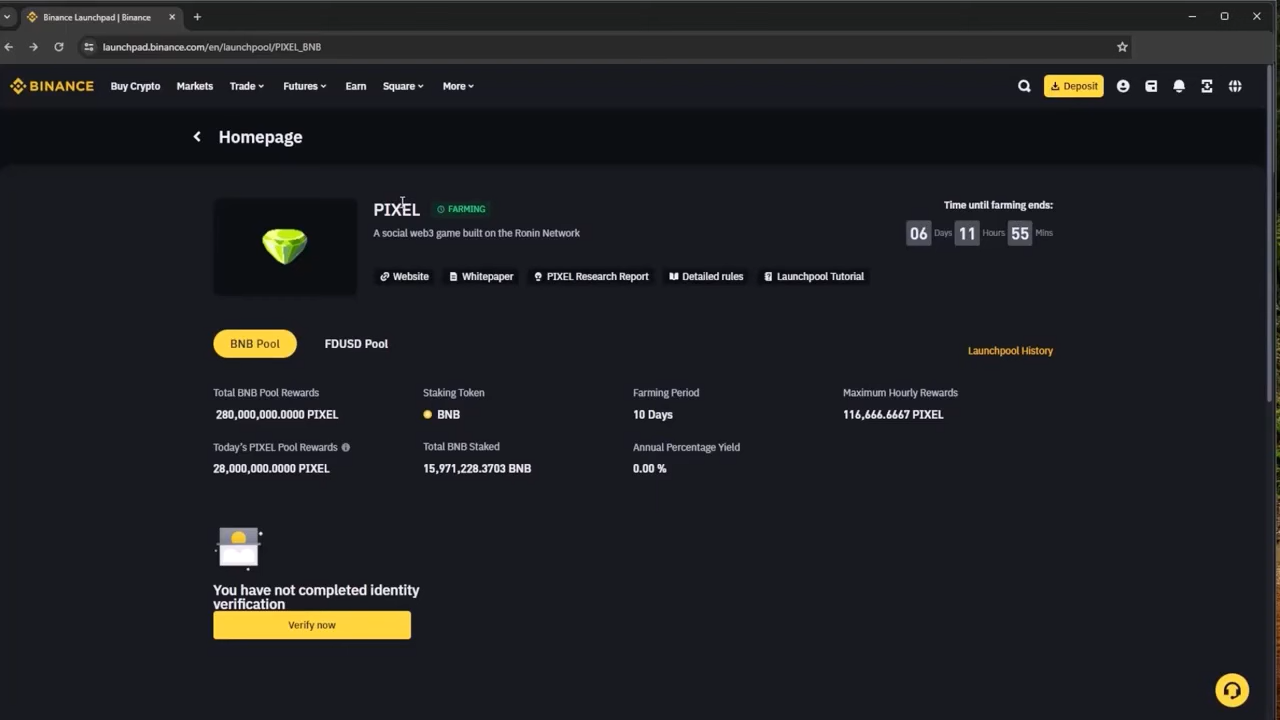 Binance Launchpad | Binance
launchpad.binance.com/en/launchpool/PIXEL_BNB
BINANCE Buy Crypto Markets Trade Futures Earn Square More Deposit
Homepage
PIXEL FARMING
A social web3 game built on the Ronin Network
Time until farming ends:
06 Days 11 Hours 55 Mins
Website Whitepaper PIXEL Research Report Detailed rules Launchpool Tutorial
BNB Pool FDUSD Pool
Launchpool History
Total BNB Pool Rewards Staking Token Farming Period Maximum Hourly Rewards
280,000,000.0000 PIXEL BNB 10 Days 116,666.6667 PIXEL
Today's PIXEL Pool Rewards Total BNB Staked Annual Percentage Yield
28,000,000.0000 PIXEL 15,971,228.3703 BNB 0.00 %
You have not completed identity
verification
Verify now